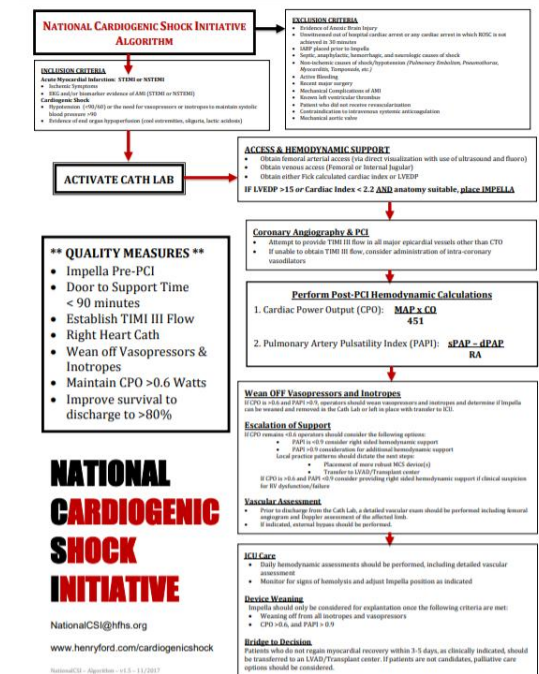 NATIONAL CARDIOGENIC SHOCK INITIATIVE
ALGORITHM
EXCLUSION CRITERIA
• Evidence of Anoxic Brain Injury
• Unwitnessed out of hospital cardiac arrest or any cardiac arrest in which ROSC is not
achieved in 30 minutes
• IABP placed prior to Impella
• Septic, anaphylactic, hemorrhagic, and neurologic causes of shock
• Non-ischemic causes of shock/hypotension (Pulmonary Embolism, Pneumothorax,
Myocarditis, Tamponade, etc.)
• Active Bleeding
• Recent major surgery
• Mechanical Complications of AMI
• Known left ventricular thrombus
• Patient who did not receive revascularization
• Contraindication to intravenous systemic anticoagulation
• Mechanical aortic valve
INCLUSION CRITERIA
Acute Myocardial Infarction: STEMI or NSTEMI
• Ischemic Symptoms
• EKG and/or biomarker evidence of AMI (STEMI or NSTEMI)
Cardiogenic Shock
• Hypotension (<90/60) or the need for vasopressors or inotropes to maintain systolic
blood pressure >90
• Evidence of end organ hypoperfusion (cool extremities, oliguria, lactic acidosis)
ACTIVATE CATH LAB
ACCESS & HEMODYNAMIC SUPPORT
• Obtain femoral arterial access (via direct visualization with use of ultrasound and fluoro)
• Obtain venous access (Femoral or Internal Jugular)
• Obtain either Fick calculated cardiac index or LVEDP
IF LVEDP >15 or Cardiac Index < 2.2 AND anatomy suitable, place IMPELLA
Coronary Angiography & PCI
• Attempt to provide TIMI III flow in all major epicardial vessels other than CTO
• If unable to obtain TIMI III flow, consider administration of intra-coronary
vasodilators
Perform Post-PCI Hemodynamic Calculations
1. Cardiac Power Output (CPO): MAP x CO
451
2. Pulmonary Artery Pulsatility Index (PAPI): sPAP – dPAP
RA
** QUALITY MEASURES **
• Impella Pre-PCI
• Door to Support Time
< 90 minutes
• Establish TIMI III Flow
• Right Heart Cath
• Wean off Vasopressors &
Inotropes
• Maintain CPO >0.6 Watts
• Improve survival to
discharge to >80%
Wean OFF Vasopressors and Inotropes
If CPO is >0.6 and PAPI >0.9, operators should wean vasopressors and inotropes and determine if Impella
can be weaned and removed in the Cath Lab or left in place with transfer to ICU.
Escalation of Support
If CPO remains <0.6 operators should consider the following options:
• PAPI is <0.9 consider right sided hemodynamic support
• PAPI >0.9 consideration for additional hemodynamic support
Local practice patterns should dictate the next steps:
• Placement of more robust MCS device(s)
• Transfer to LVAD/Transplant center
If CPO is >0.6 and PAPI <0.9 consider providing right sided hemodynamic support if clinical suspicion
for RV dysfunction/failure
Vascular Assessment
• Prior to discharge from the Cath Lab, a detailed vascular exam should be performed including femoral
angiogram and Doppler assessment of the affected limb.
• If indicated, external bypass should be performed.
ICU Care
• Daily hemodynamic assessments should be performed, including detailed vascular
assessment
• Monitor for signs of hemolysis and adjust Impella position as indicated
Device Weaning
Impella should only be considered for explantation once the following criteria are met:
• Weaning off from all inotropes and vasopressors
• CPO >0.6, and PAPI > 0.9
Bridge to Decision
Patients who do not regain myocardial recovery within 3-5 days, as clinically indicated, should
be transferred to an LVAD/Transplant center. If patients are not candidates, palliative care
options should be considered.
NATIONAL
CARDIOGENIC
SHOCK
INITIATIVE
NationalCSI@hfhs.org
www.henryford.com/cardiogenicshock
NationalCSI – Algorithm – v1.5 – 11/2017